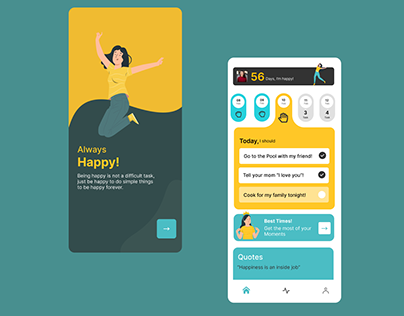 Always
Happy!
Being happy is not a difficult task,
just be happy to do simple things
to be happy forever.
→
56 Days, I'm happy!
3
4
Today, I should
Go to the Pool with my friend!
Tell your mom "I love you"!
Cook for my family tonight!
Best Times!
Get the most of your
Moments
→
Quotes
"Happiness is an inside job"